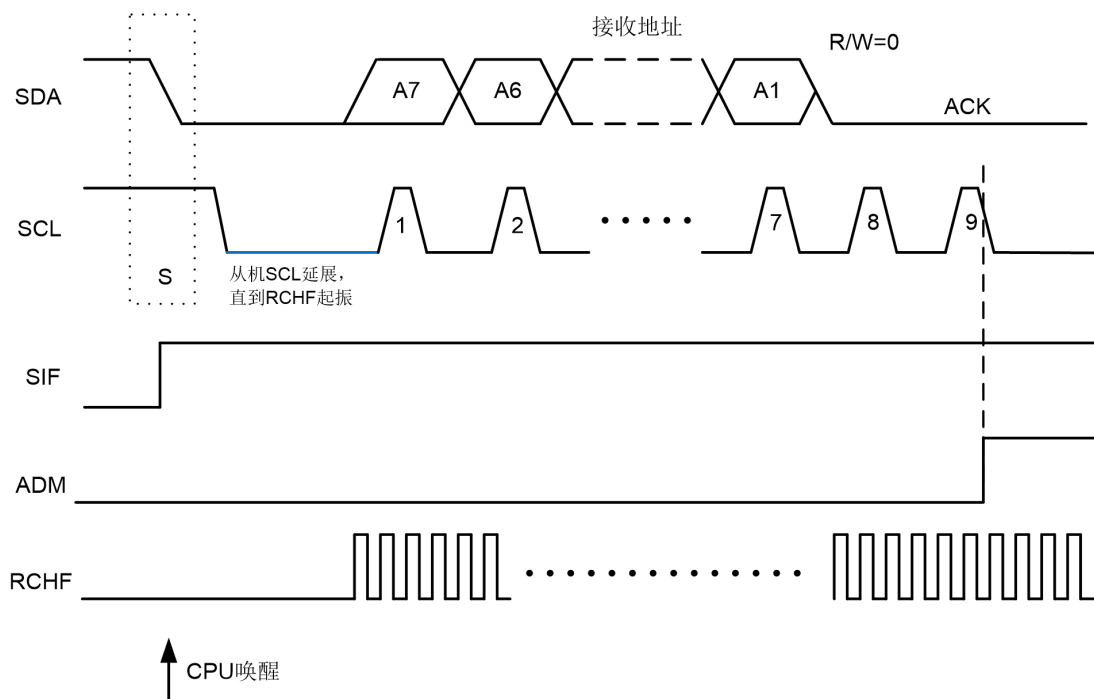 接收地址
R/W=0
SDA
A7
A6
A1
ACK
SCL
1
2
7
8
9
S
从机SCL延展，
直到RCHF起振
SIF
ADM
RCHF
CPU唤醒